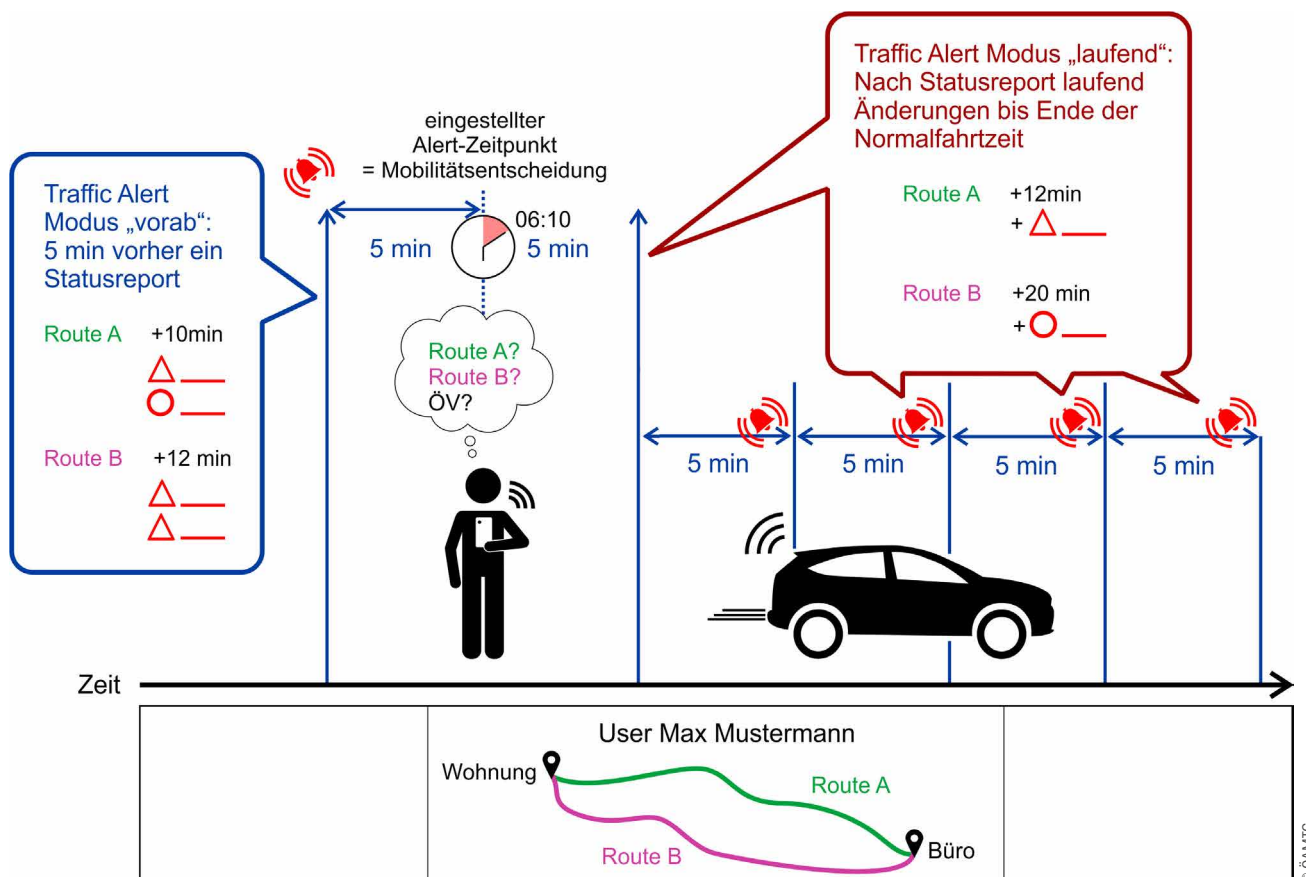 Traffic Alert Modus „laufend“:
Nach Statusreport laufend
Änderungen bis Ende der
Normalfahrtzeit
Route A +12min
+
Route B +20 min
+
eingestellter
Alert-Zeitpunkt
= Mobilitätsentscheidung
Traffic Alert
Modus „vorab“:
5 min vorher ein
Statusreport
Route A +10min
Route B +12 min
06:10
5 min 5 min
Route A?
Route B?
ÖV?
5 min 5 min 5 min 5 min
Zeit
User Max Mustermann
Wohnung
Route A
Route B
Büro
© ÖAMTC